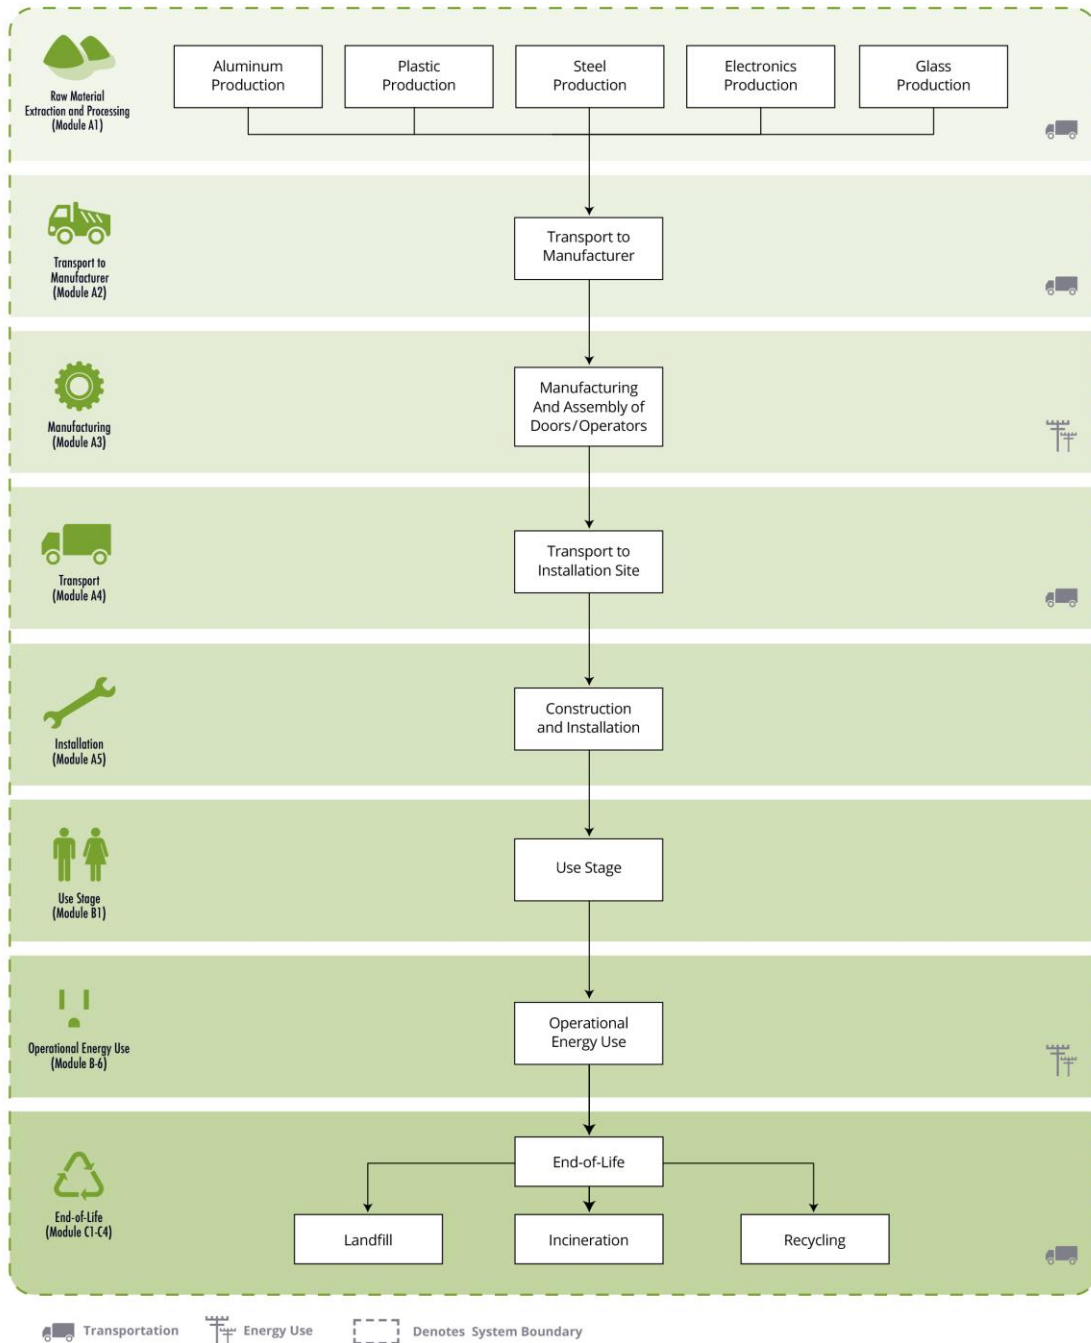 Raw Material
Extraction and Processing
(Module A1)
Aluminum
Production
Plastic
Production
Steel
Production
Electronics
Production
Glass
Production
Transport to
Manufacturer
(Module A2)
Transport to
Manufacturer
Manufacturing
(Module A3)
Manufacturing
And Assembly of
Doors/Operators
Transport
(Module A4)
Transport to
Installation Site
Installation
(Module A5)
Construction
and Installation
Use Stage
(Module B1)
Use Stage
Operational Energy Use
(Module B-6)
Operational
Energy Use
End-of-Life
(Module C1-C4)
End-of-Life
Landfill
Incineration
Recycling
Transportation
Energy Use
Denotes System Boundary